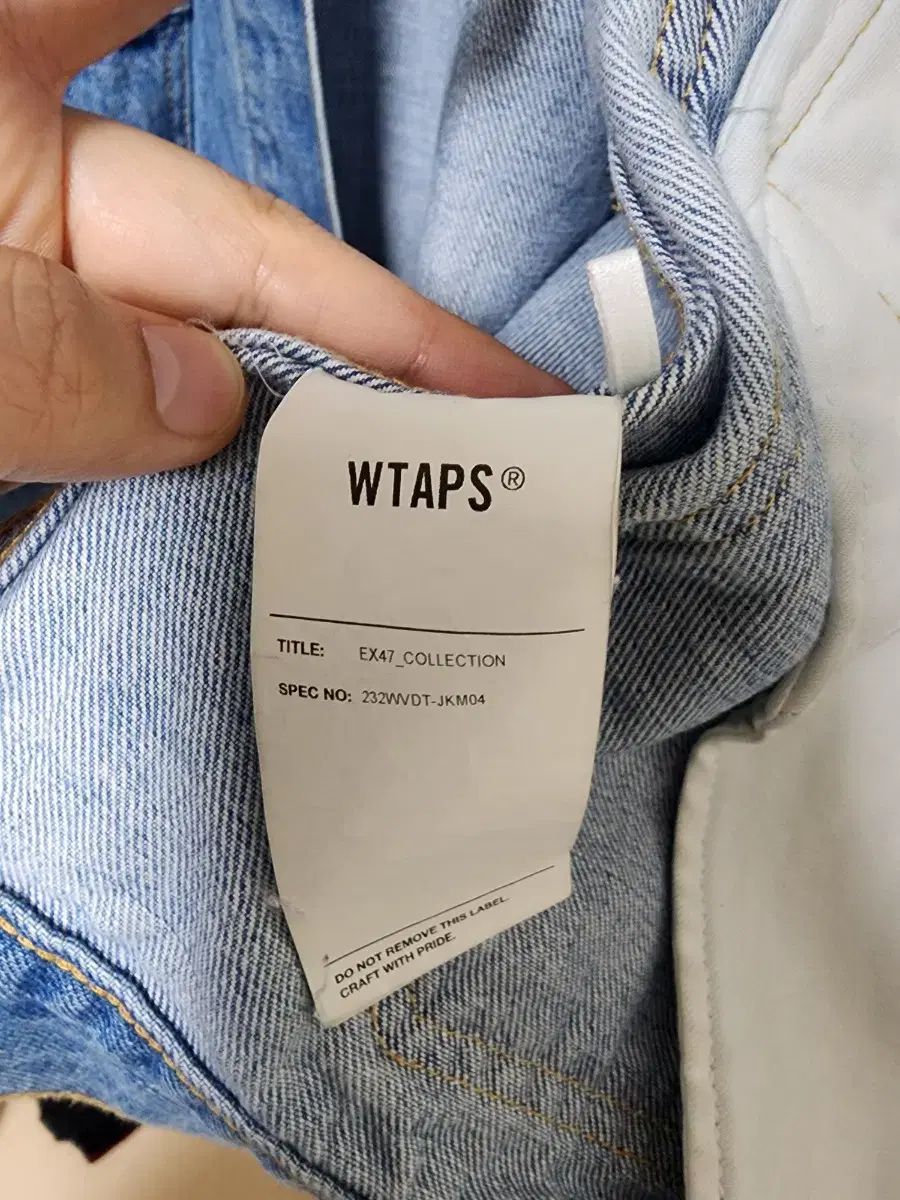 WTAPS®
TITLE: EX47_COLLECTION
SPEC NO: 232WVDT-JKM04
DO NOT REMOVE THIS LABEL.
CRAFT WITH PRIDE.